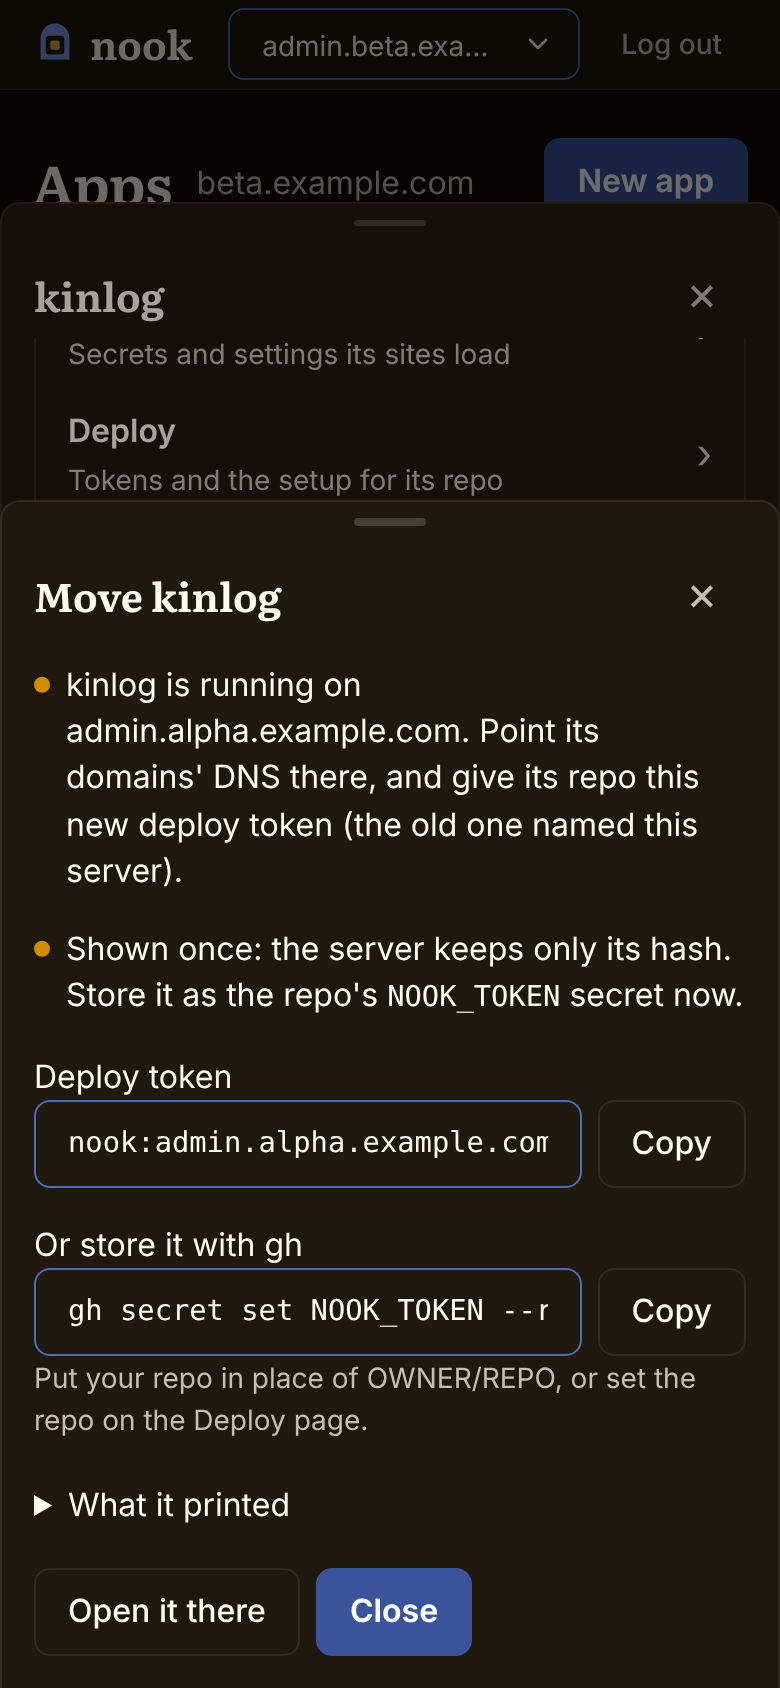 nook
admin.beta.exa...
Log out
Apps beta.example.com
New app
kinlog
Secrets and settings its sites load
Deploy
Tokens and the setup for its repo
Move kinlog
kinlog is running on
admin.alpha.example.com. Point its
domains' DNS there, and give its repo this
new deploy token (the old one named this
server).
Shown once: the server keeps only its hash.
Store it as the repo's NOOK_TOKEN secret now.
Deploy token
nook:admin.alpha.example.com
Copy
Or store it with gh
gh secret set NOOK_TOKEN --r
Copy
Put your repo in place of OWNER/REPO, or set the
repo on the Deploy page.
What it printed
Open it there
Close